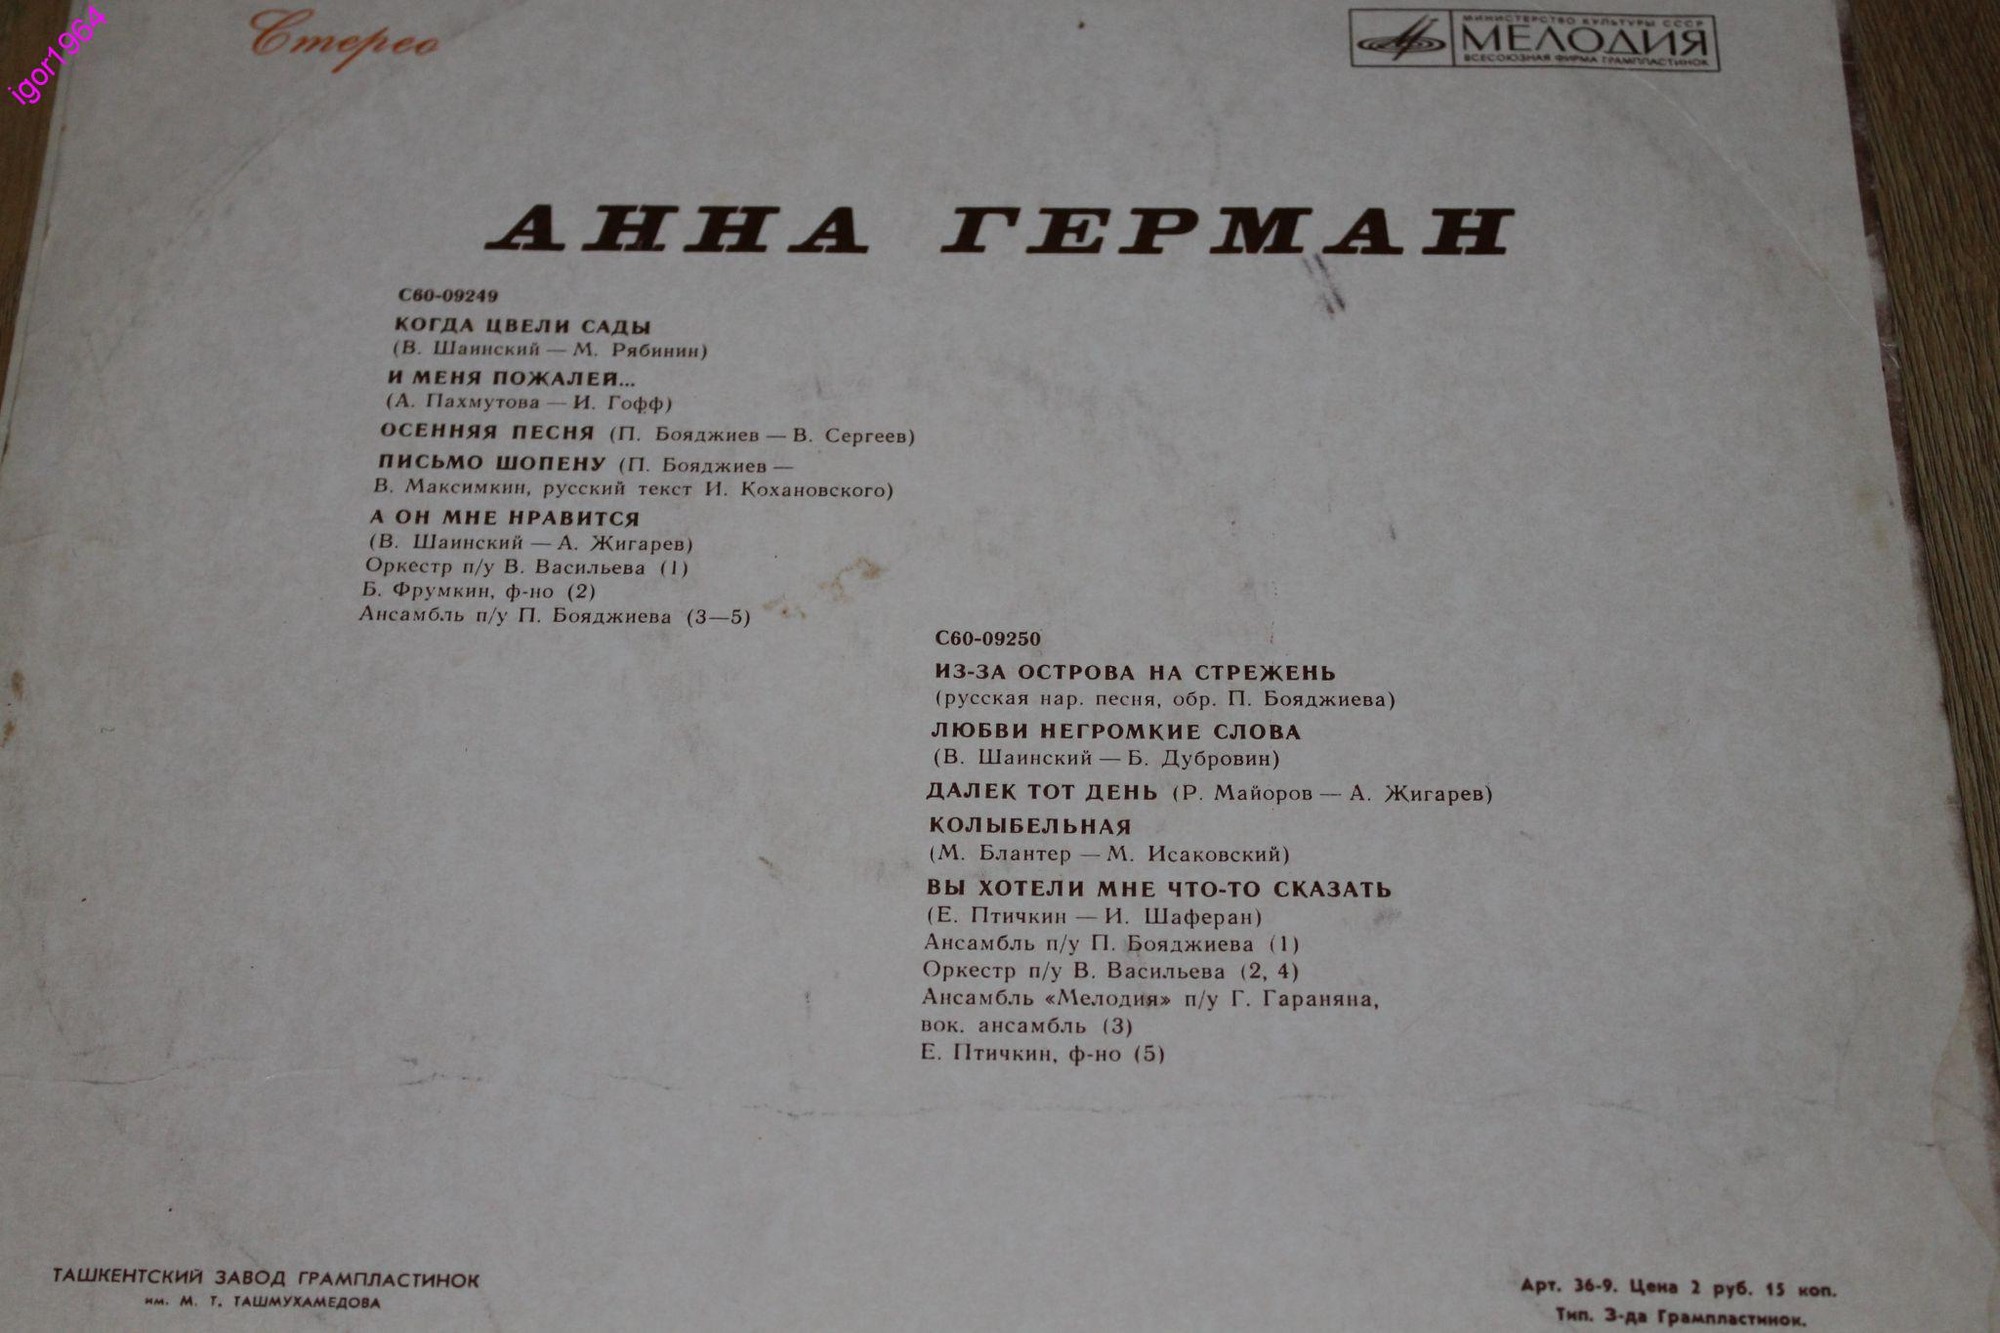 igor1964
Стерео
МИНИСТЕРСТВО КУЛЬТУРЫ СССР
МЕЛОДИЯ
ВСЕСОЮЗНАЯ ФИРМА ГРАМПЛАСТИНОК
АННА ГЕРМАН
С60-09249
КОГДА ЦВЕЛИ САДЫ
(В. Шаинский — М. Рябинин)
И МЕНЯ ПОЖАЛЕЙ...
(А. Пахмутова — И. Гофф)
ОСЕННЯЯ ПЕСНЯ (П. Бояджиев — В. Сергеев)
ПИСЬМО ШОПЕНУ (П. Бояджиев —
В. Максимкин, русский текст И. Кохановского)
А ОН МНЕ НРАВИТСЯ
(В. Шаинский — А. Жигарев)
Оркестр п/у В. Васильева (1)
Б. Фрумкин, ф-но (2)
Ансамбль п/у П. Бояджиева (3—5)
С60-09250
ИЗ-ЗА ОСТРОВА НА СТРЕЖЕНЬ
(русская нар. песня, обр. П. Бояджиева)
ЛЮБВИ НЕГРОМКИЕ СЛОВА
(В. Шаинский — Б. Дубровин)
ДАЛЕК ТОТ ДЕНЬ (Р. Майоров — А. Жигарев)
КОЛЫБЕЛЬНАЯ
(М. Блантер — М. Исаковский)
ВЫ ХОТЕЛИ МНЕ ЧТО-ТО СКАЗАТЬ
(Е. Птичкин — И. Шаферан)
Ансамбль п/у П. Бояджиева (1)
Оркестр п/у В. Васильева (2, 4)
Ансамбль «Мелодия» п/у Г. Гараняна,
вок. ансамбль (3)
Е. Птичкин, ф-но (5)
ТАШКЕНТСКИЙ ЗАВОД ГРАМПЛАСТИНОК
им. М. Т. ТАШМУХАМЕДОВА
Арт. 36-9. Цена 2 руб. 15 коп.
Тип. З-да Грампластинок.